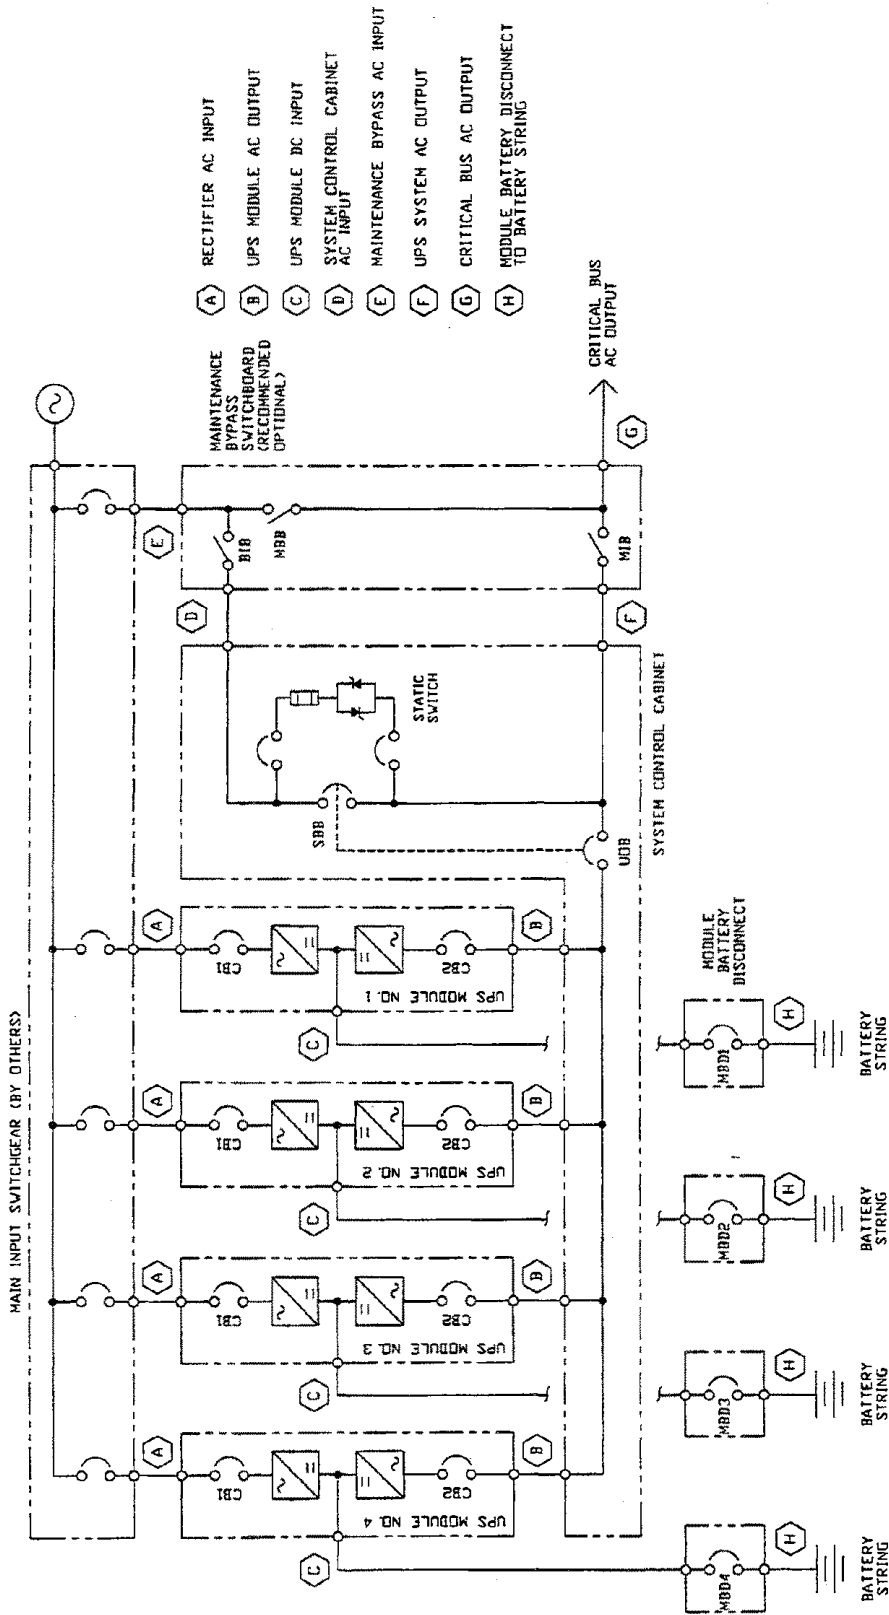 MAIN INPUT SWITCHGEAR (BY OTHERS)
A RECTIFIER AC INPUT
B UPS MODULE AC OUTPUT
C UPS MODULE DC INPUT
D SYSTEM CONTROL CABINET
AC INPUT
E MAINTENANCE BYPASS AC INPUT
F UPS SYSTEM AC OUTPUT
G CRITICAL BUS AC OUTPUT
H MODULE BATTERY DISCONNECT
TO BATTERY STRING
MAINTENANCE
BYPASS
SWITCHBOARD
(RECOMMENDED
OPTIONAL)
A
A
A
A
E
D
BIB
MBB
MIB
F
G
CRITICAL BUS
AC OUTPUT
STATIC
SWITCH
SBB
UOB
SYSTEM CONTROL CABINET
CB1
CB2
UPS MODULE NO. 1
B
C
CB1
CB2
UPS MODULE NO. 2
B
C
CB1
CB2
UPS MODULE NO. 3
B
C
CB1
CB2
UPS MODULE NO. 4
B
C
MODULE
BATTERY
DISCONNECT
MBD1
H
BATTERY
STRING
MBD2
H
BATTERY
STRING
MBD3
H
BATTERY
STRING
MBD4
H
BATTERY
STRING